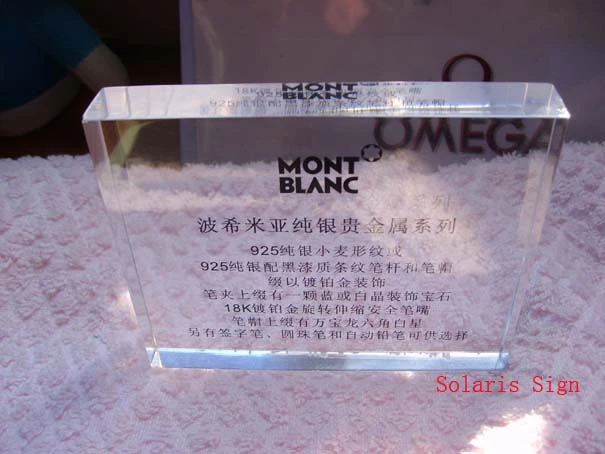 OMEGA
MONT
BLANC
波希米亚纯银贵金属系列
925纯银小麦形纹或
925纯银配黑漆质条纹笔杆和笔帽
缀以镀铂金装饰
笔夹上缀有一颗蓝或白晶装饰宝石
18K镀铂金旋转伸缩安全笔嘴
笔帽上缀有万宝龙六角白星
另有签字笔、圆珠笔和自动铅笔可供选择
Solaris Sign